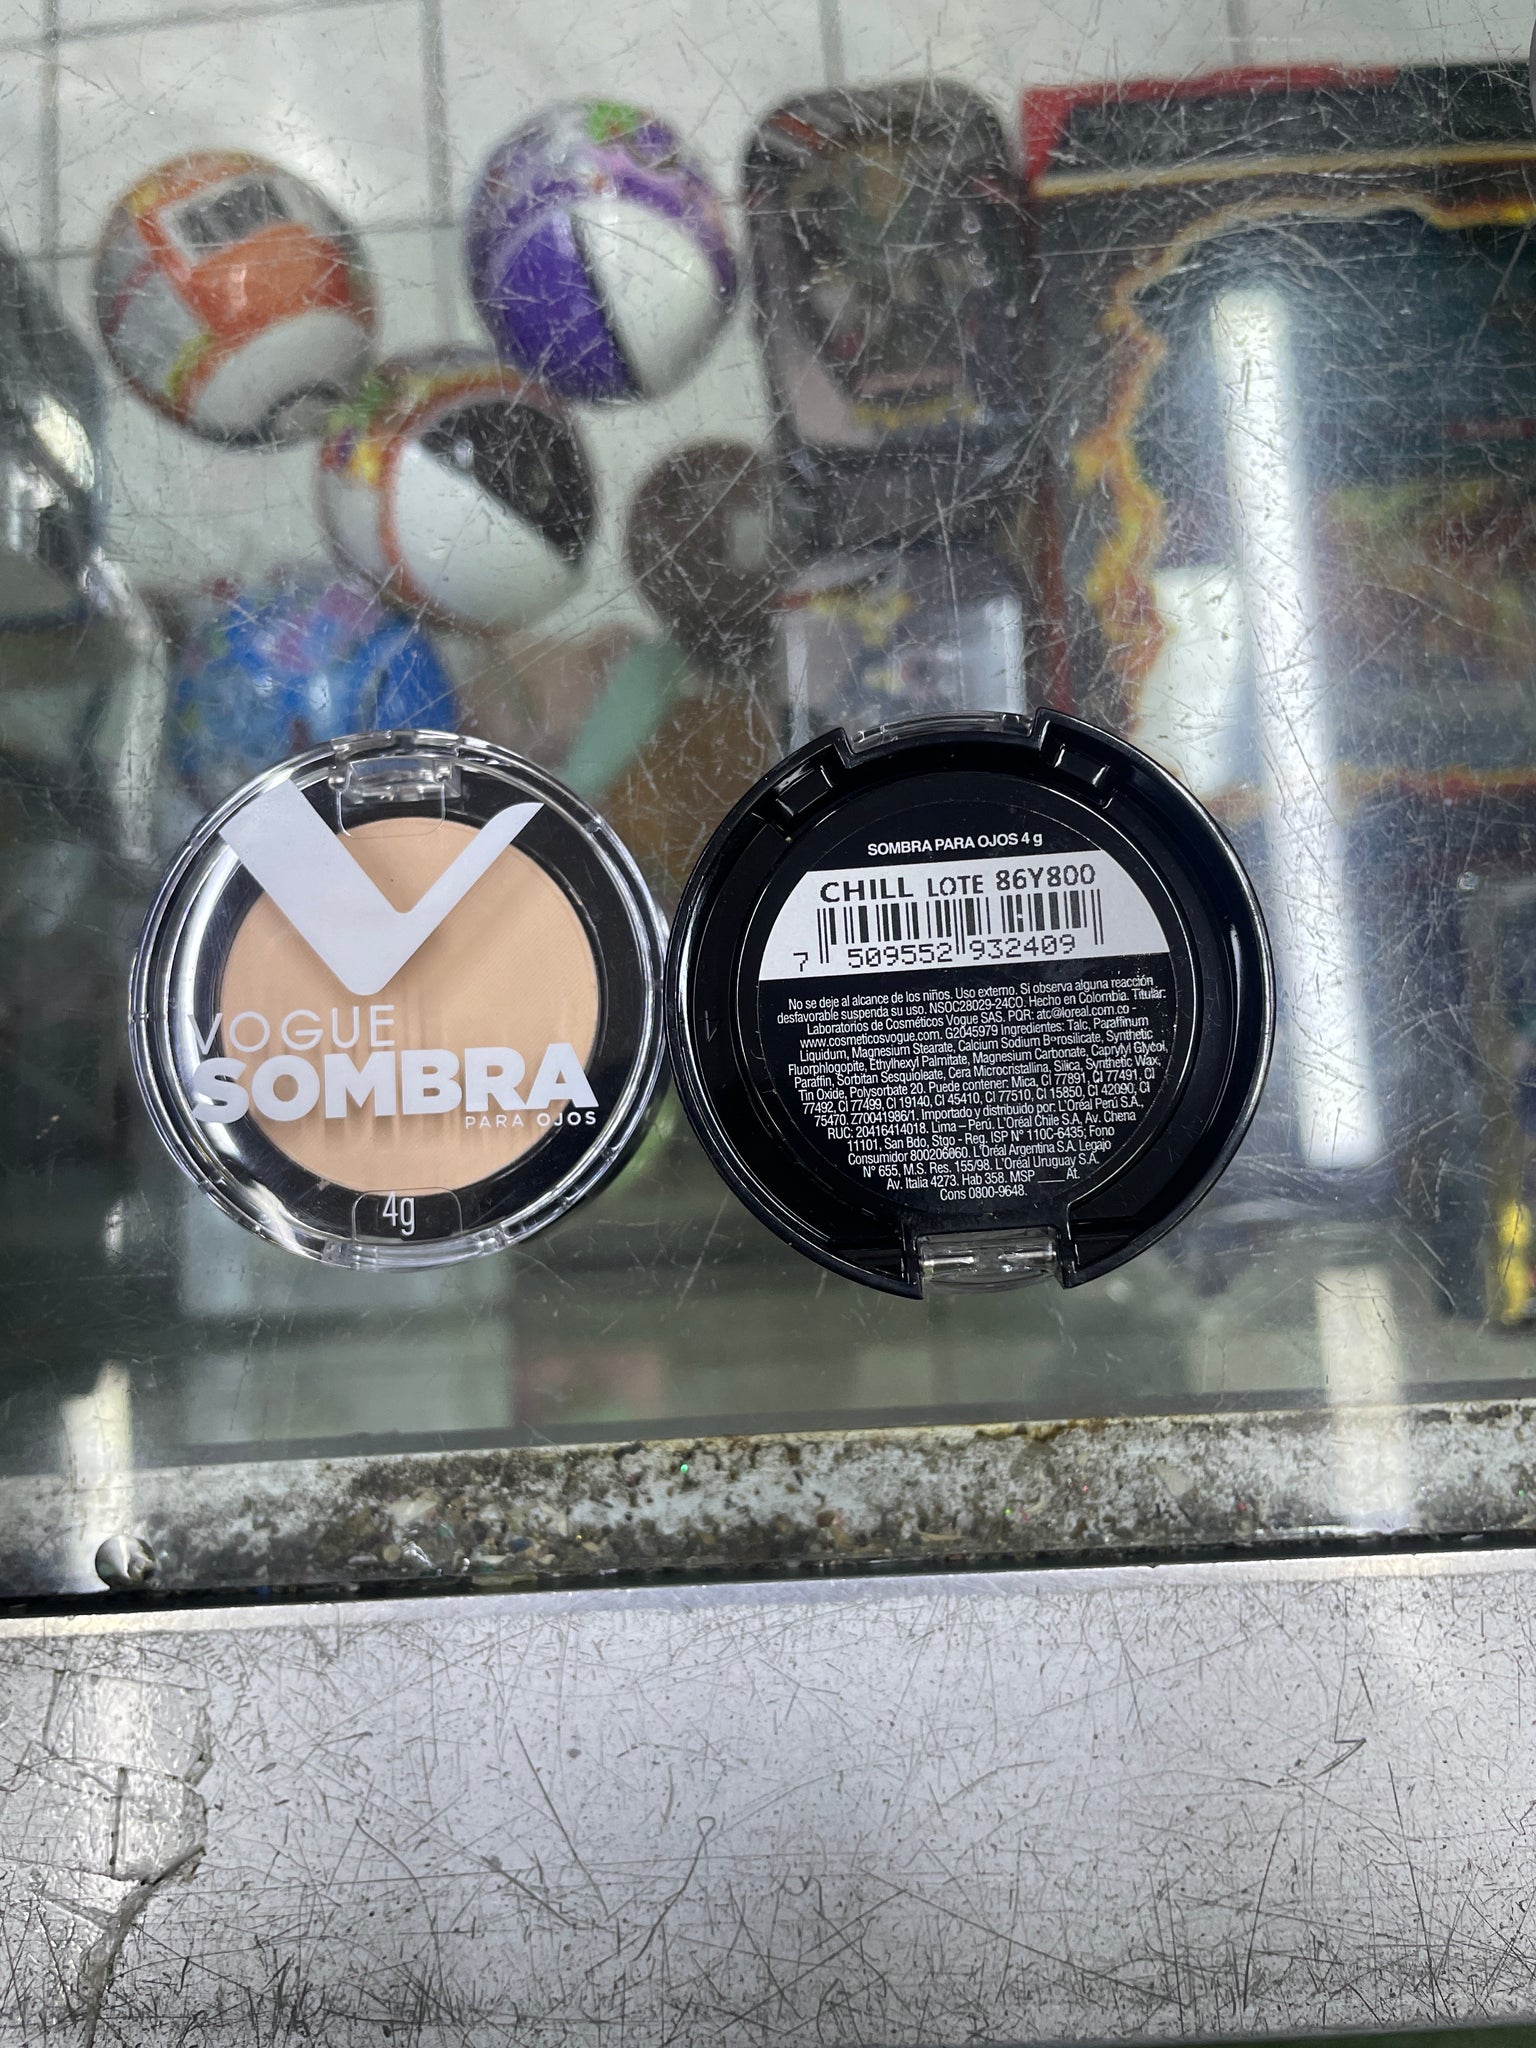 VOGUE
SOMBRA
PARA OJOS
4g
SOMBRA PARA OJOS 4 g
CHILL LOTE 86Y800
7 509552 932409
No se deje al alcance de los niños. Uso externo. Si observa alguna reacción
desfavorable suspenda su uso. NSOC28029-24CO. Hecho en Colombia. Titular:
Laboratorios de Cosméticos Vogue SAS. PQR: atc@loreal.com.co -
www.cosmeticosvogue.com. G2045979 Ingredientes: Talc, Paraffinum
Liquidum, Magnesium Stearate, Calcium Sodium Borosilicate, Synthetic
Fluorphlogopite, Ethylhexyl Palmitate, Magnesium Carbonate, Caprylyl Glycol,
Paraffin, Sorbitan Sesquioleate, Cera Microcristallina, Silica, Synthetic Wax,
Tin Oxide, Polysorbate 20. Puede contener: Mica, CI 77891, CI 77491, CI
77492, CI 77499, CI 19140, CI 45410, CI 77510, CI 15850, CI 42090, CI
75470. Z70041986/1. Importado y distribuido por: L'Oréal Perú S.A.,
RUC: 20416414018. Lima – Perú. L'Oréal Chile S.A. Av. Chena
11101, San Bdo, Stgo - Reg. ISP N° 110C-6435; Fono
Consumidor 800206060. L'Oréal Argentina S.A. Legajo
N° 655, M.S. Res. 155/98. L'Oréal Uruguay S.A.
Av. Italia 4273. Hab 358. MSP ____ At.
Cons 0800-9648.